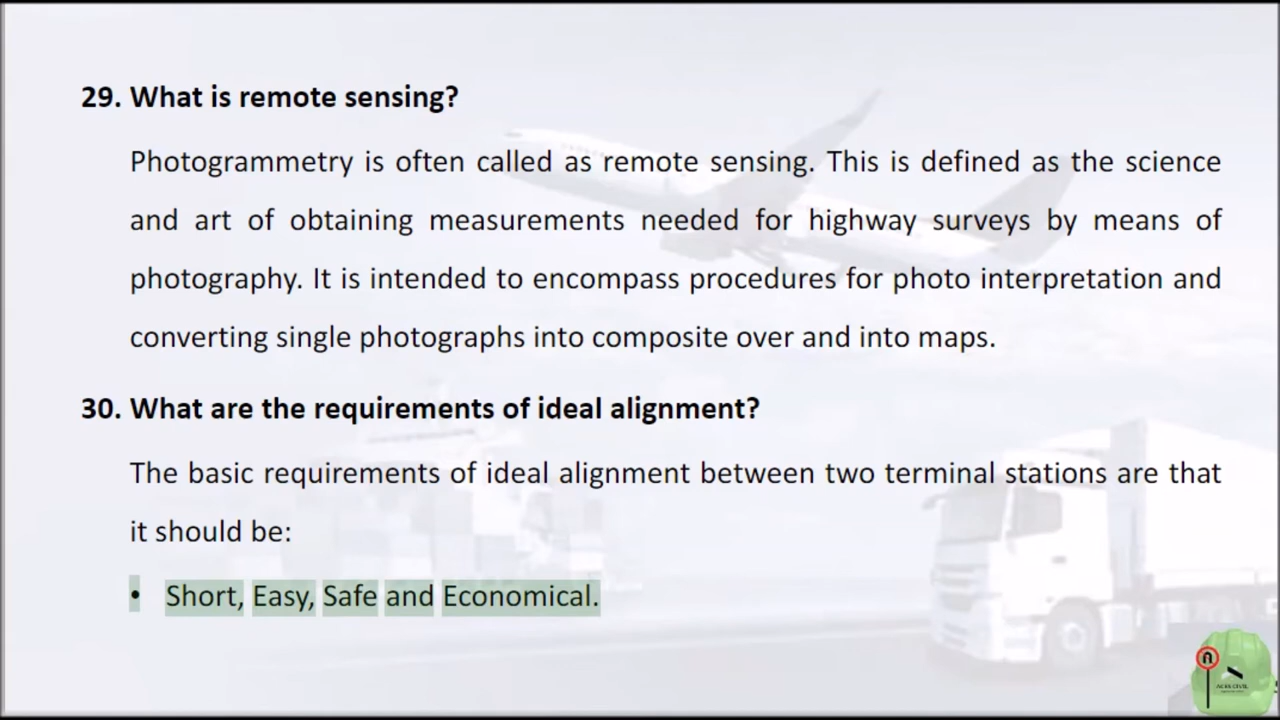 29. What is remote sensing?
Photogrammetry is often called as remote sensing. This is defined as the science
and art of obtaining measurements needed for highway surveys by means of
photography. It is intended to encompass procedures for photo interpretation and
converting single photographs into composite over and into maps.
30. What are the requirements of ideal alignment?
The basic requirements of ideal alignment between two terminal stations are that
it should be:
• Short, Easy, Safe and Economical.